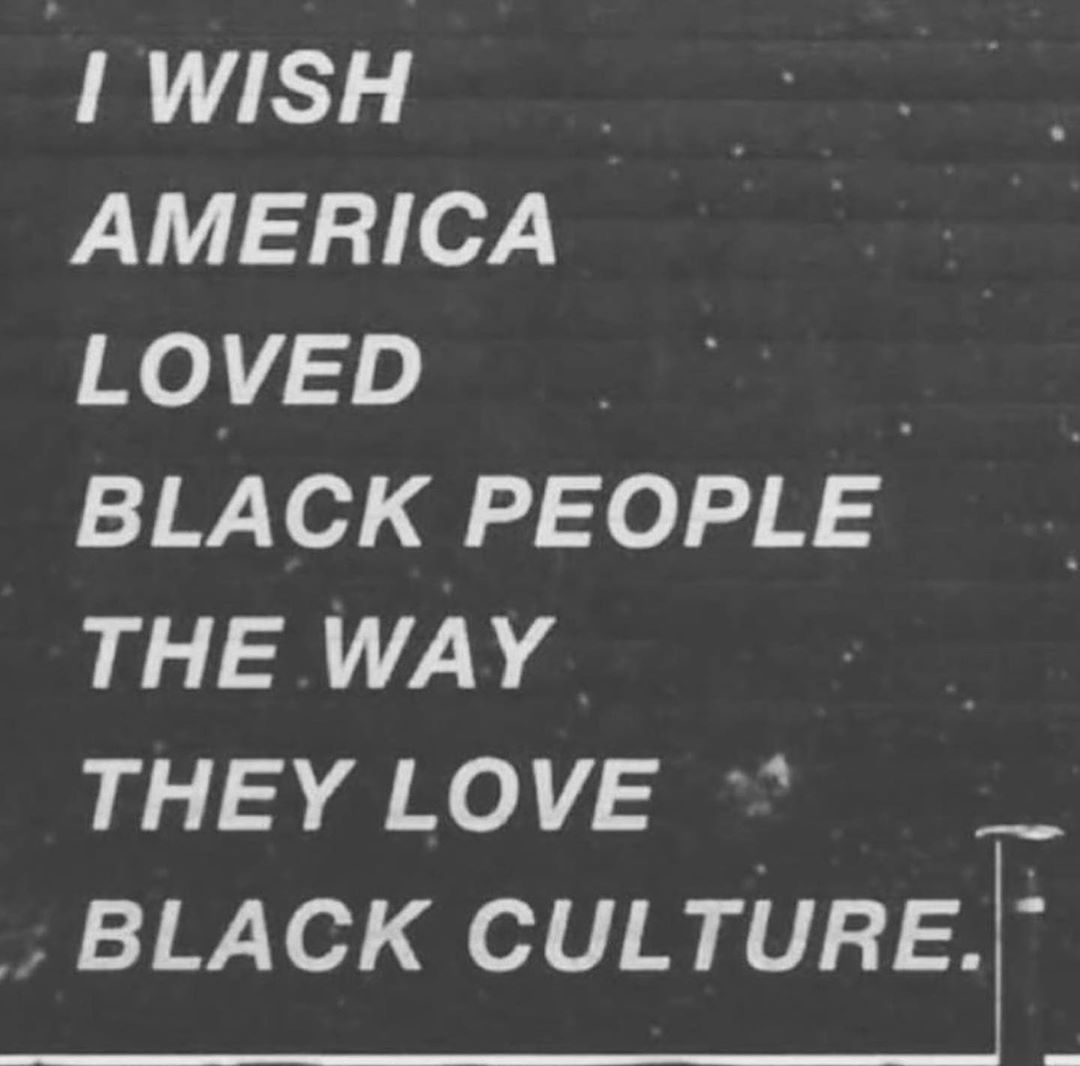 I WISH
AMERICA
LOVED
BLACK PEOPLE
THE WAY
THEY LOVE
BLACK CULTURE.